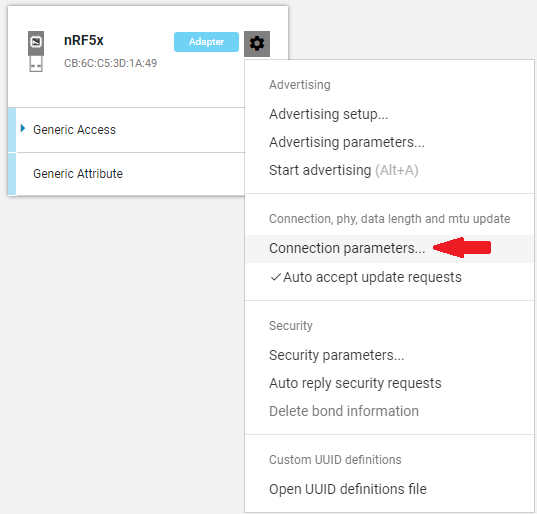 nRF5x
Adapter
CB:6C:C5:3D:1A:49
Generic Access
Generic Attribute
Advertising
Advertising setup...
Advertising parameters...
Start advertising (Alt+A)
Connection, phy, data length and mtu update
Connection parameters...
Auto accept update requests
Security
Security parameters...
Auto reply security requests
Delete bond information
Custom UUID definitions
Open UUID definitions file